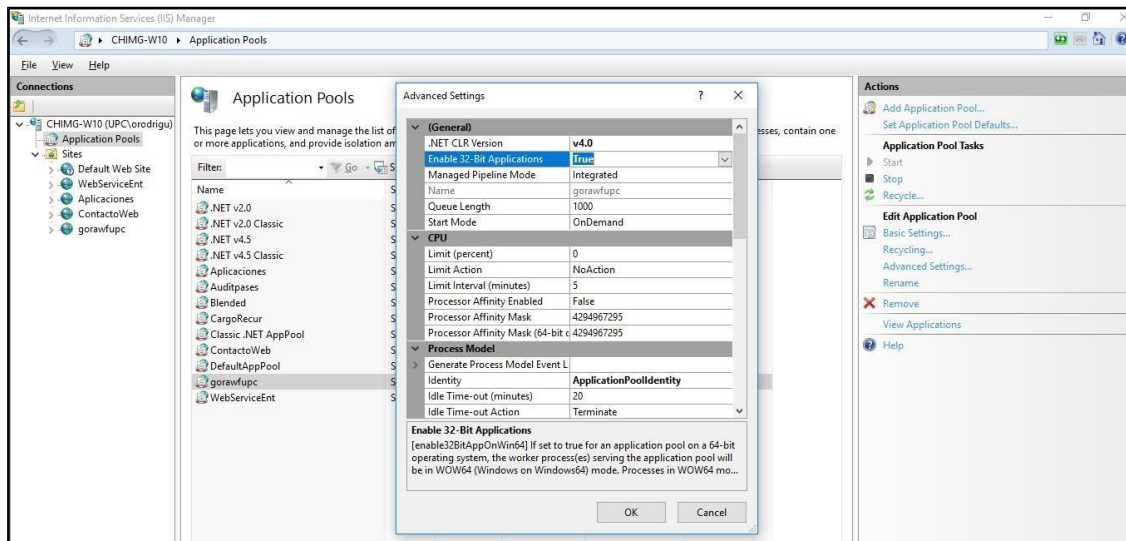 Internet Information Services (IIS) Manager
CHIMG-W10 Application Pools
File View Help
Connections
CHIMG-W10 (UPC\orodrigu)
Application Pools
Sites
Default Web Site
WebServiceEnt
Aplicaciones
ContactoWeb
gorawfupc
Application Pools
This page lets you view and manage the list of
esses, contain one
or more applications, and provide isolation am
Filter: Go S
Name S
.NET v2.0 S
.NET v2.0 Classic S
.NET v4.5 S
.NET v4.5 Classic S
Aplicaciones S
Auditpases S
Blended S
CargoRecur S
Classic .NET AppPool S
ContactoWeb S
DefaultAppPool S
gorawfupc S
WebServiceEnt S
Advanced Settings ?
(General)
.NET CLR Version v4.0
Enable 32-Bit Applications True
Managed Pipeline Mode Integrated
Name gorawfupc
Queue Length 1000
Start Mode OnDemand
CPU
Limit (percent) 0
Limit Action NoAction
Limit Interval (minutes) 5
Processor Affinity Enabled False
Processor Affinity Mask 4294967295
Processor Affinity Mask (64-bit c 4294967295
Process Model
Generate Process Model Event L
Identity ApplicationPoolIdentity
Idle Time-out (minutes) 20
Idle Time-out Action Terminate
Enable 32-Bit Applications
[enable32BitAppOnWin64] If set to true for an application pool on a 64-bit
operating system, the worker process(es) serving the application pool will
be in WOW64 (Windows on Windows64) mode. Processes in WOW64 mo...
OK Cancel
Actions
Add Application Pool...
Set Application Pool Defaults...
Application Pool Tasks
Start
Stop
Recycle...
Edit Application Pool
Basic Settings...
Recycling...
Advanced Settings...
Rename
Remove
View Applications
Help